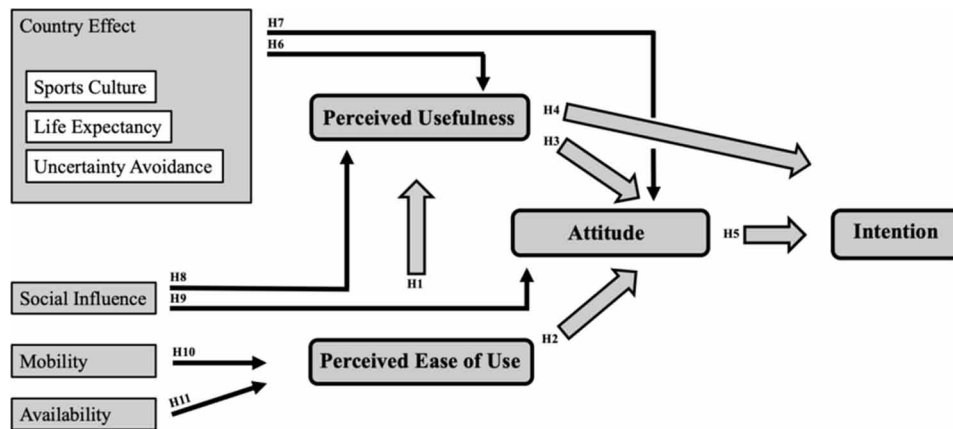 Country Effect
H7
H6
Sports Culture
Life Expectancy
Uncertainty Avoidance
Perceived Usefulness
H4
H3
Attitude
H5
Intention
H8
H1
Social Influence
H9
H2
Mobility
H10
Perceived Ease of Use
H11
Availability